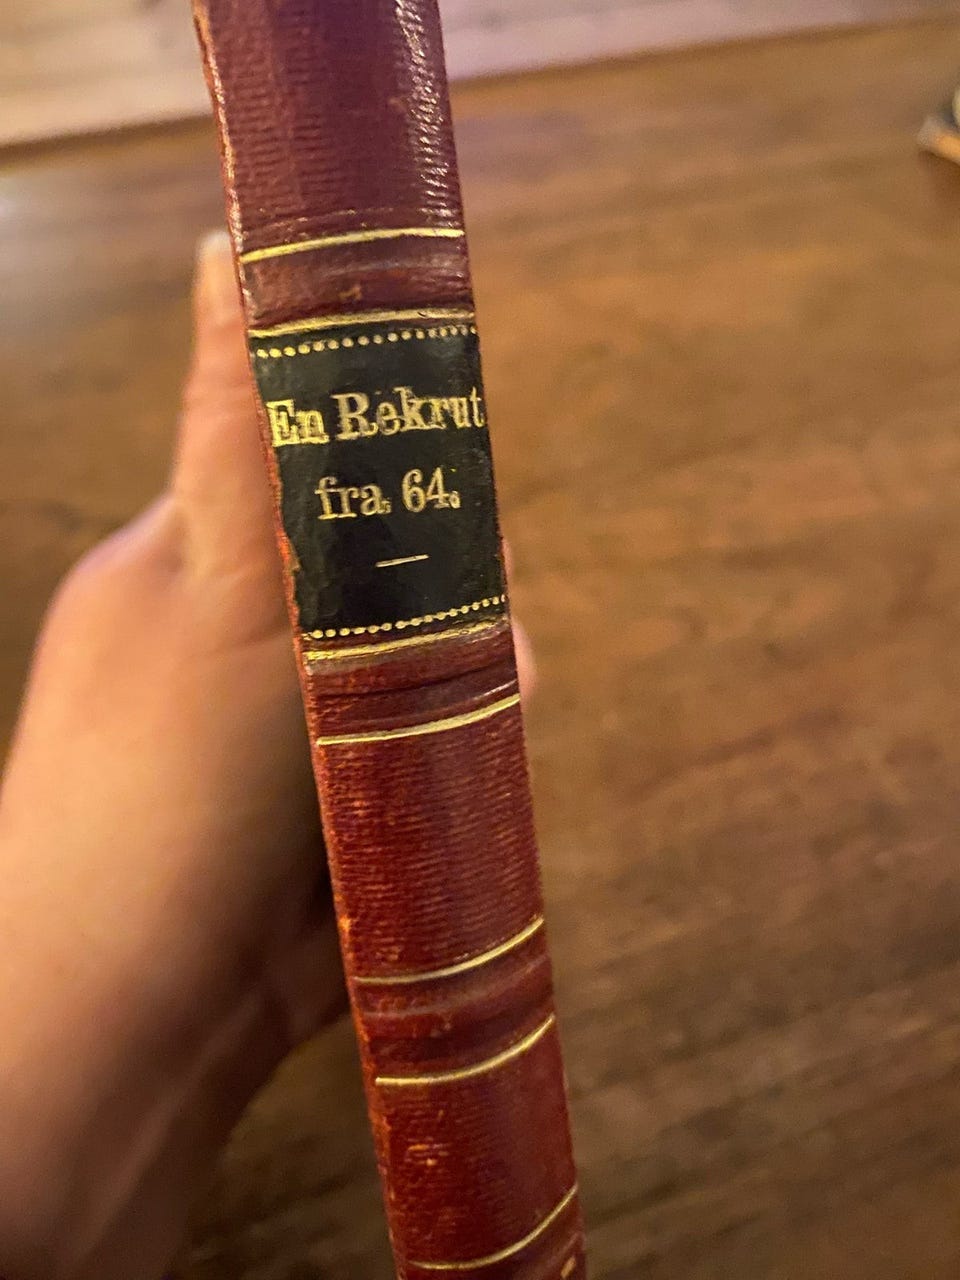 En Rekrut
fra. 64.